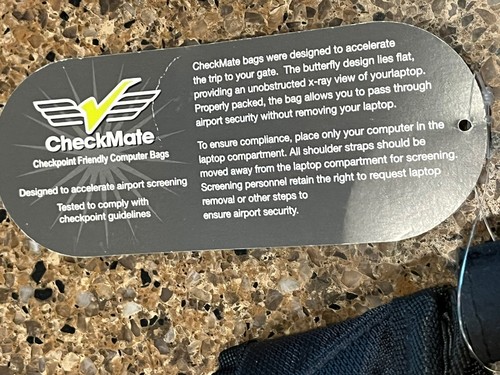 CheckMate
Checkpoint Friendly Computer Bags
Designed to accelerate airport screening
Tested to comply with
checkpoint guidelines
CheckMate bags were designed to accelerate
the trip to your gate. The butterfly design lies flat,
providing an unobstructed x-ray view of yourlaptop.
Properly packed, the bag allows you to pass through
airport security without removing your laptop.
To ensure compliance, place only your computer in the
laptop compartment. All shoulder straps should be
moved away from the laptop compartment for screening.
Screening personnel retain the right to request laptop
removal or other steps to
ensure airport security.